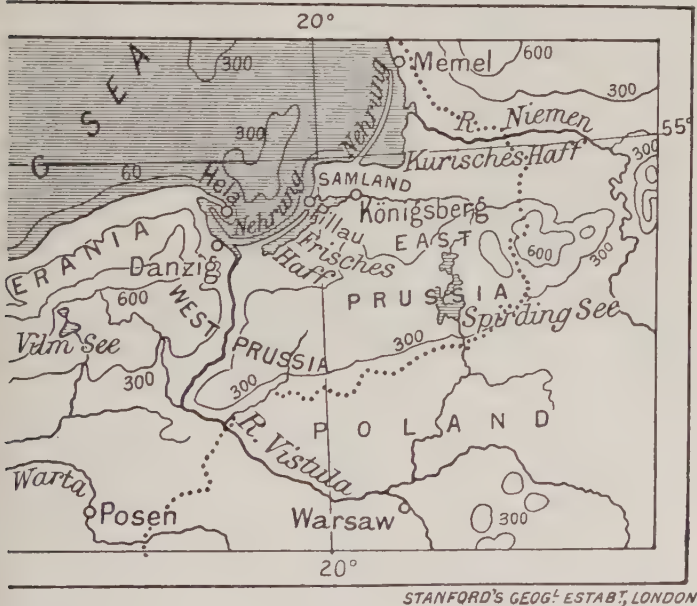 20°
SEA
G
300
600
Memel
300
Nehrung
R. Niemen
55°
300
Kurisches Haff
300
60
Hela
Nehrung
SAMLAND
Pillau
Königsberg
Frisches
Haff
EAST
600
300
ERANIA
Danzig
PRUSSIA
600
WEST
Spirding See
Vilm See
PRUSSIA
300
300
300
POLAND
R. Vistula
Warta
Posen
Warsaw
300
20°
STANFORD'S GEOGL ESTABT, LONDON